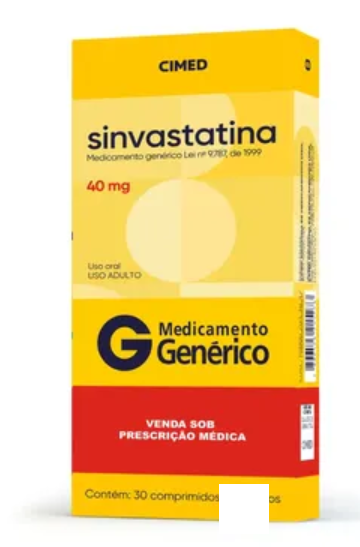 CIMED
sinvastatina
Medicamento genérico Lei nº 9.787, de 1999
40 mg
Uso oral
USO ADULTO
G Medicamento
Genérico
VENDA SOB
PRESCRIÇÃO MÉDICA
Contém: 30 comprimidos